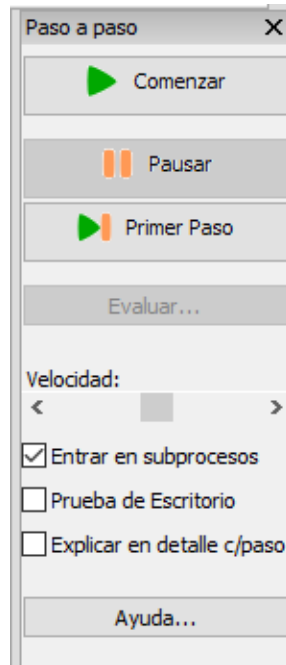 Paso a paso
Comenzar
Pausar
Primer Paso
Evaluar...
Velocidad:
Entrar en subprocesos
Prueba de Escritorio
Explicar en detalle c/paso
Ayuda...